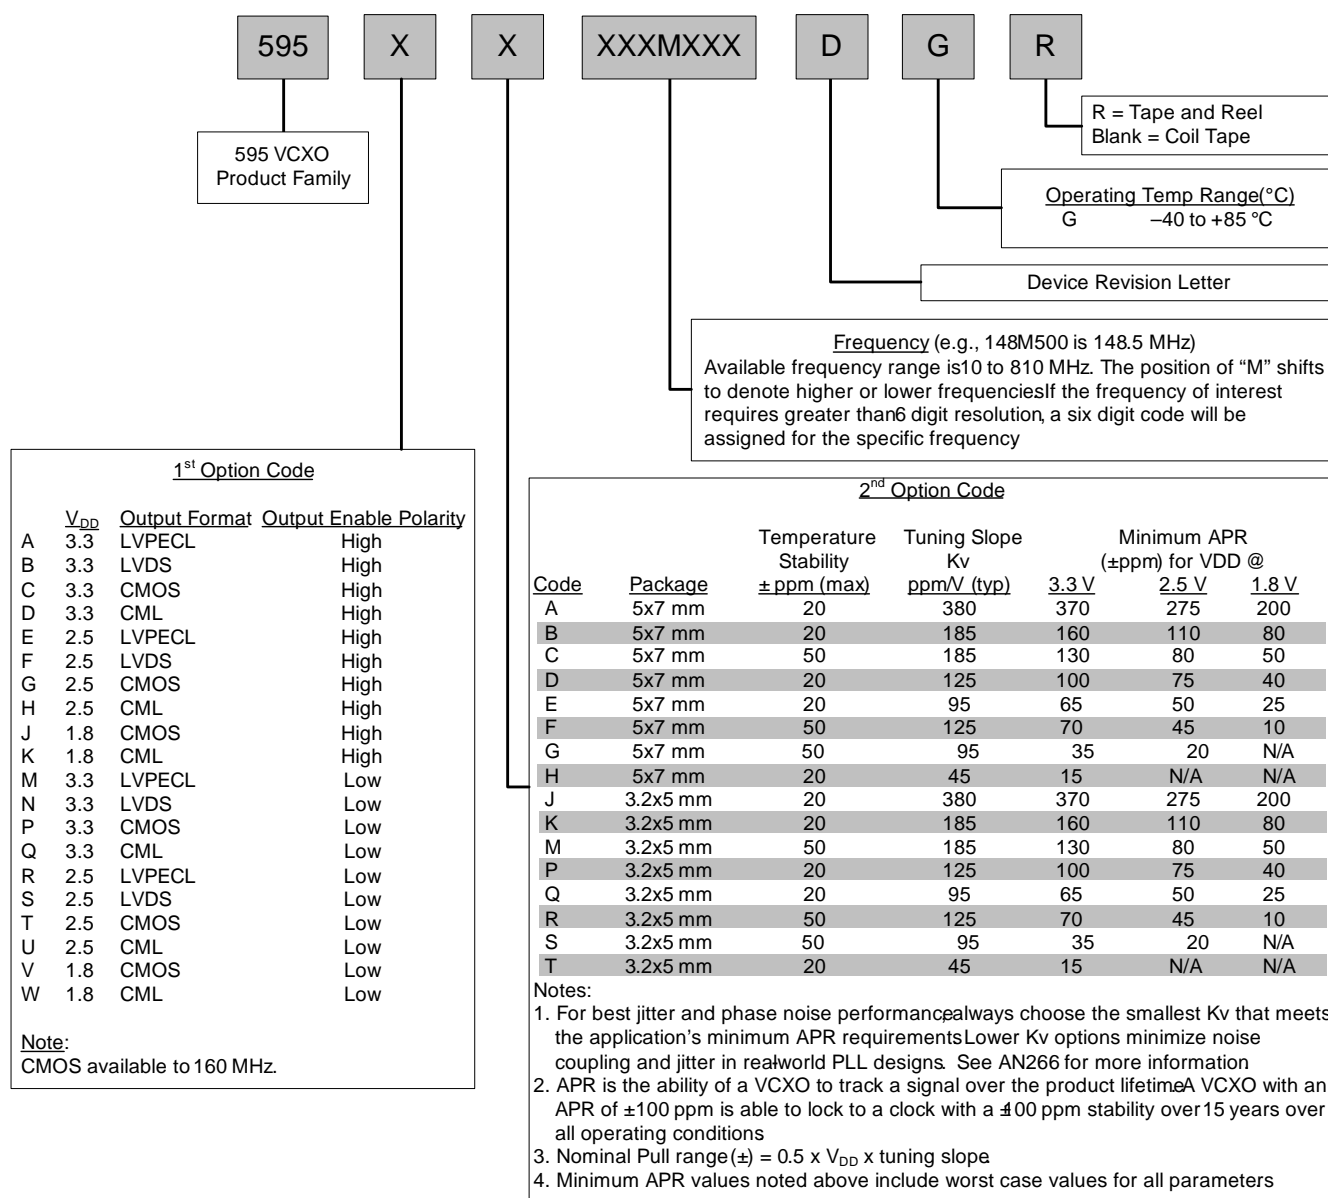 595 X X XXXMXXX D G R
R = Tape and Reel
Blank = Coil Tape
595 VCXO
Product Family
Operating Temp Range(°C)
G –40 to +85 °C
Device Revision Letter
Frequency (e.g., 148M500 is 148.5 MHz)
Available frequency range is10 to 810 MHz. The position of “M” shifts
to denote higher or lower frequenciesIf the frequency of interest
requires greater than6 digit resolution, a six digit code will be
assigned for the specific frequency
1st Option Code
VDD Output Format Output Enable Polarity
A 3.3 LVPECL High
B 3.3 LVDS High
C 3.3 CMOS High
D 3.3 CML High
E 2.5 LVPECL High
F 2.5 LVDS High
G 2.5 CMOS High
H 2.5 CML High
J 1.8 CMOS High
K 1.8 CML High
M 3.3 LVPECL Low
N 3.3 LVDS Low
P 3.3 CMOS Low
Q 3.3 CML Low
R 2.5 LVPECL Low
S 2.5 LVDS Low
T 2.5 CMOS Low
U 2.5 CML Low
V 1.8 CMOS Low
W 1.8 CML Low
Note:
CMOS available to 160 MHz.
2nd Option Code
Temperature Tuning Slope Minimum APR
Stability Kv (±ppm) for VDD @
Code Package ± ppm (max) ppm/V (typ) 3.3 V 2.5 V 1.8 V
A 5x7 mm 20 380 370 275 200
B 5x7 mm 20 185 160 110 80
C 5x7 mm 50 185 130 80 50
D 5x7 mm 20 125 100 75 40
E 5x7 mm 20 95 65 50 25
F 5x7 mm 50 125 70 45 10
G 5x7 mm 50 95 35 20 N/A
H 5x7 mm 20 45 15 N/A N/A
J 3.2x5 mm 20 380 370 275 200
K 3.2x5 mm 20 185 160 110 80
M 3.2x5 mm 50 185 130 80 50
P 3.2x5 mm 20 125 100 75 40
Q 3.2x5 mm 20 95 65 50 25
R 3.2x5 mm 50 125 70 45 10
S 3.2x5 mm 50 95 35 20 N/A
T 3.2x5 mm 20 45 15 N/A N/A
Notes:
1. For best jitter and phase noise performance, always choose the smallest Kv that meets
the application’s minimum APR requirements. Lower Kv options minimize noise
coupling and jitter in real-world PLL designs. See AN266 for more information
2. APR is the ability of a VCXO to track a signal over the product lifetime. A VCXO with an
APR of ±100 ppm is able to lock to a clock with a ±100 ppm stability over 15 years over
all operating conditions
3. Nominal Pull range (±) = 0.5 x VDD x tuning slope.
4. Minimum APR values noted above include worst case values for all parameters